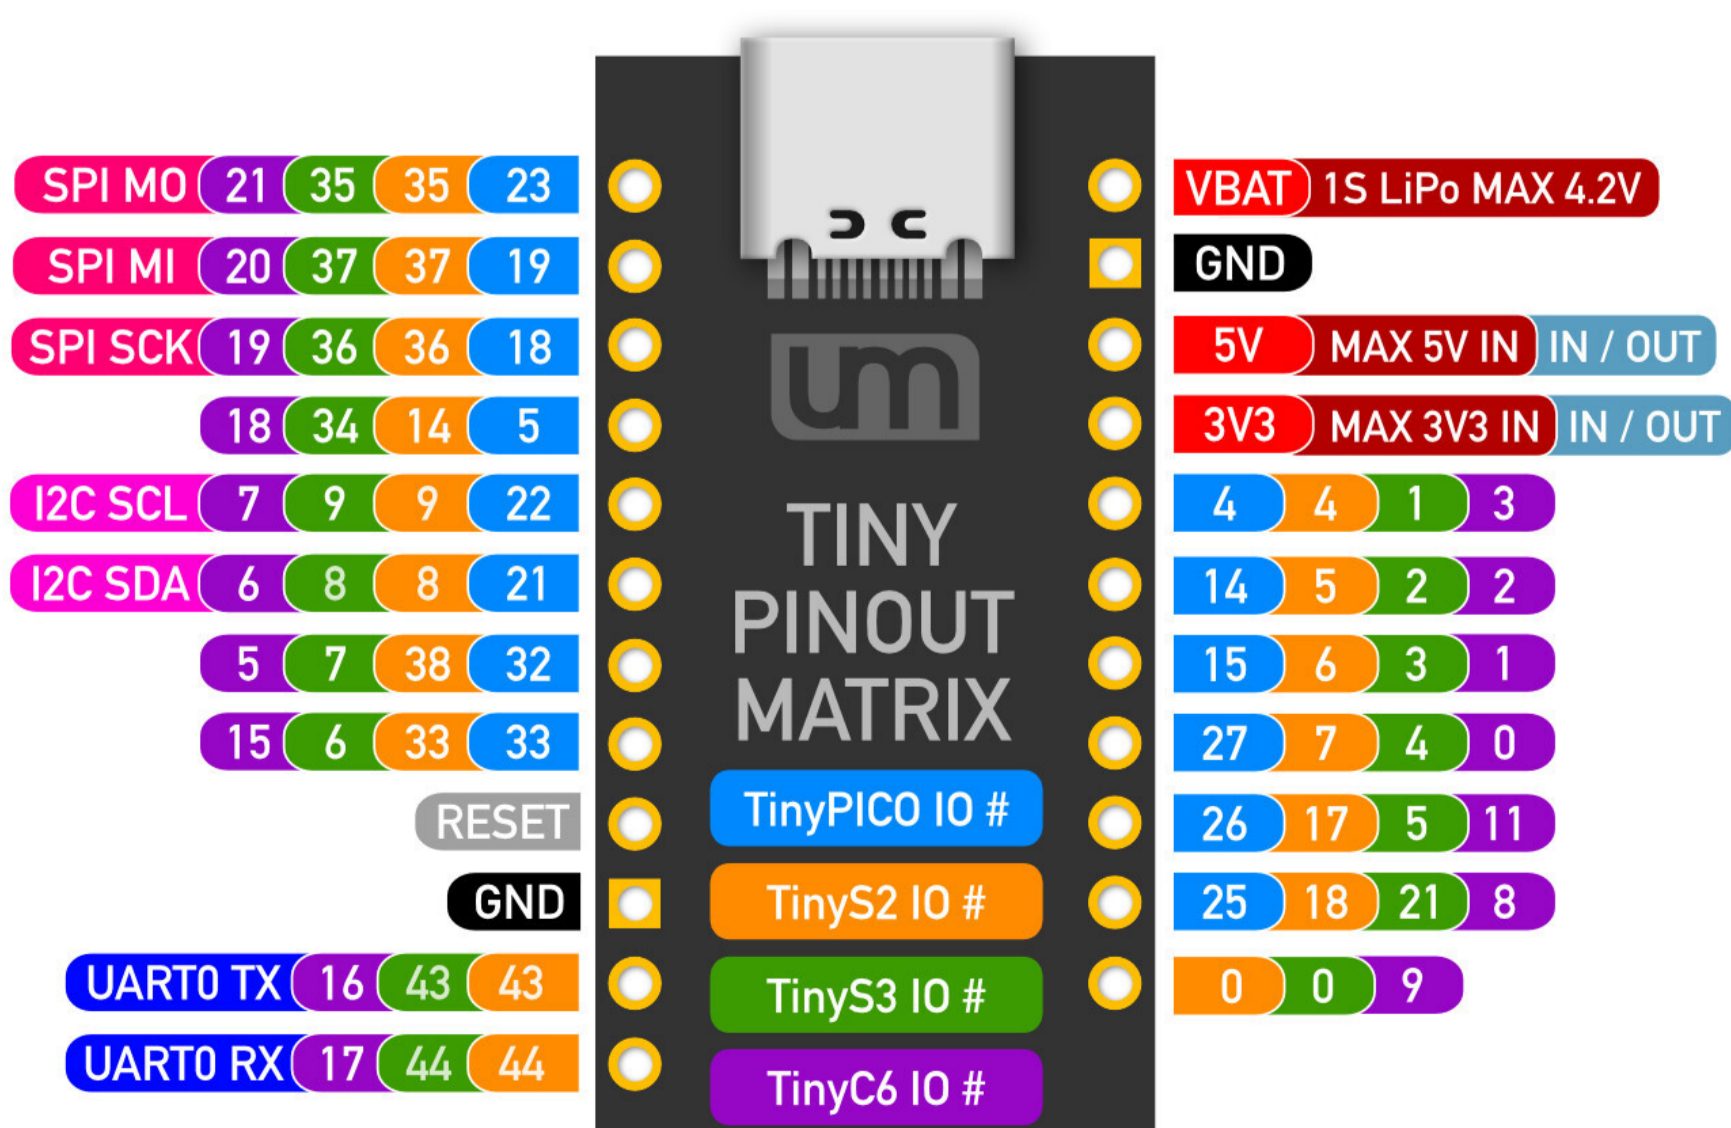 SPI MO 21 35 35 23
VBAT 1S LiPo MAX 4.2V
SPI MI 20 37 37 19
GND
SPI SCK 19 36 36 18
5V MAX 5V IN IN / OUT
18 34 14 5
3V3 MAX 3V3 IN IN / OUT
I2C SCL 7 9 9 22
4 4 1 3
I2C SDA 6 8 8 21
14 5 2 2
5 7 38 32
15 6 3 1
15 6 33 33
27 7 4 0
RESET
26 17 5 11
GND
25 18 21 8
UART0 TX 16 43 43
0 0 9
UART0 RX 17 44 44
um
TINY
PINOUT
MATRIX
TinyPICO IO #
TinyS2 IO #
TinyS3 IO #
TinyC6 IO #